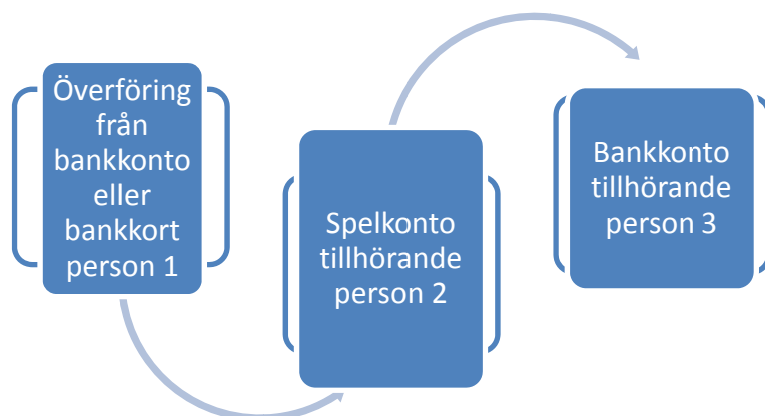 Överföring
från
bankkonto
eller
bankkort
person 1
Spelkonto
tillhörande
person 2
Bankkonto
tillhörande
person 3